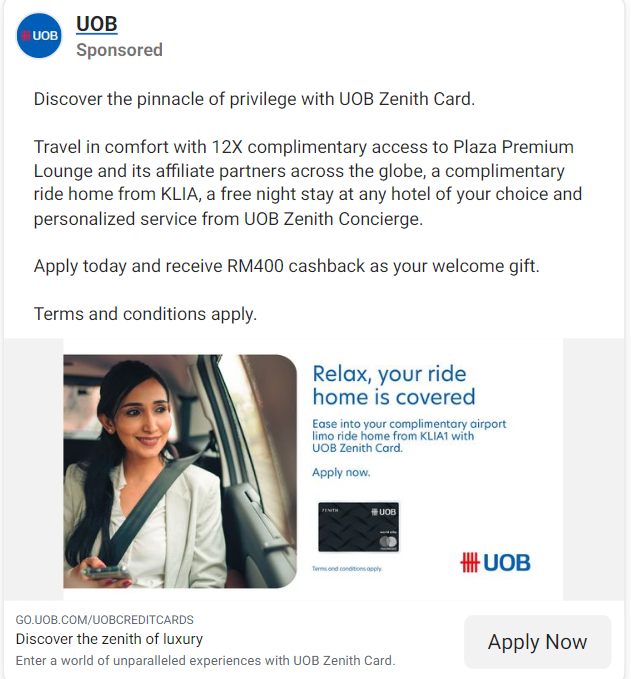 UOB
UOB
Sponsored
Discover the pinnacle of privilege with UOB Zenith Card.
Travel in comfort with 12X complimentary access to Plaza Premium
Lounge and its affiliate partners across the globe, a complimentary
ride home from KLIA, a free night stay at any hotel of your choice and
personalized service from UOB Zenith Concierge.
Apply today and receive RM400 cashback as your welcome gift.
Terms and conditions apply.
Relax, your ride
home is covered
Ease into your complimentary airport
limo ride home from KLIA1 with
UOB Zenith Card.
Apply now.
ZENITH
UOB
Terms and conditions apply.
UOB
GO.UOB.COM/UOBCREDITCARDS
Discover the zenith of luxury
Enter a world of unparalleled experiences with UOB Zenith Card.
Apply Now